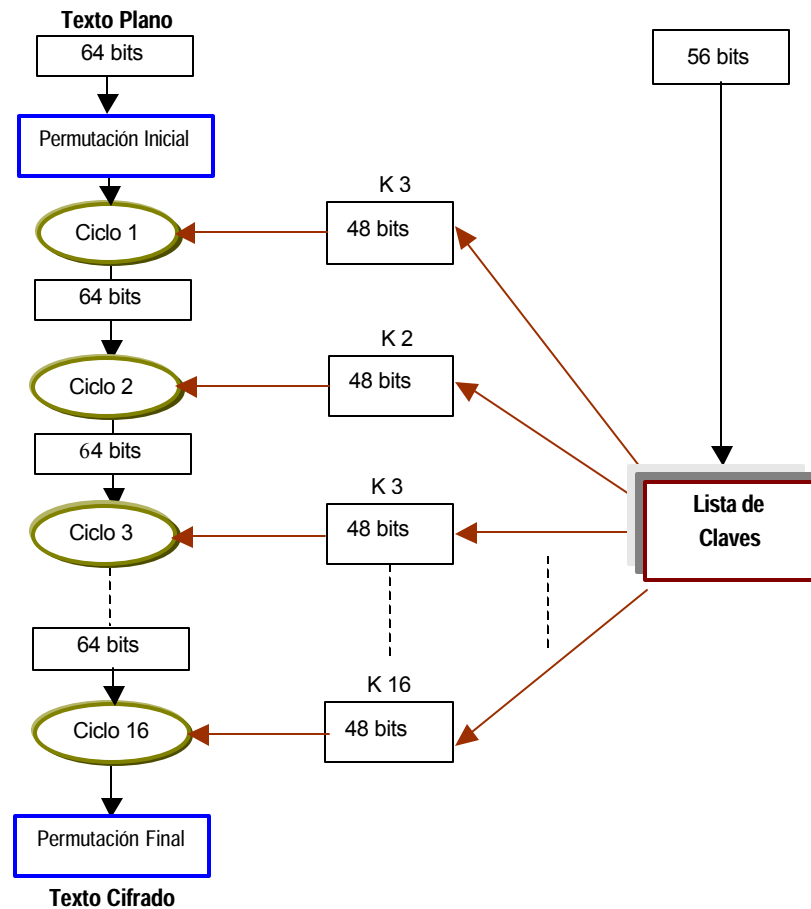 Texto Plano
64 bits
56 bits
Permutación Inicial
K 3
48 bits
Ciclo 1
64 bits
K 2
48 bits
Ciclo 2
64 bits
K 3
48 bits
Ciclo 3
Lista de
Claves
64 bits
K 16
48 bits
Ciclo 16
Permutación Final
Texto Cifrado